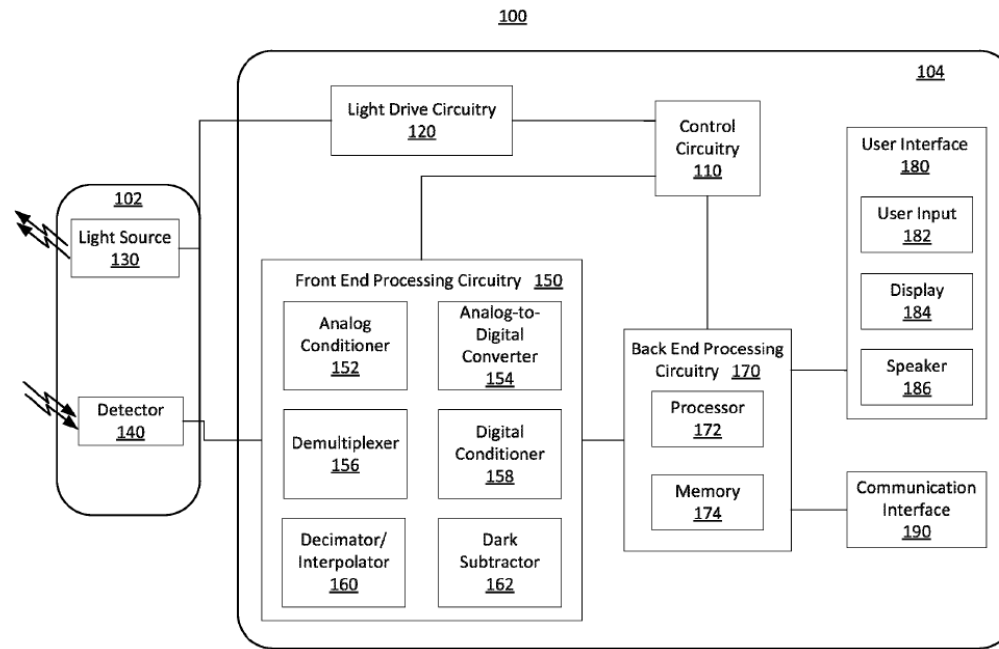 100
104
Light Drive Circuitry
120
Control
Circuitry
110
User Interface
180
User Input
182
Display
184
Speaker
186
102
Light Source
130
Detector
140
Front End Processing Circuitry 150
Analog
Conditioner
152
Analog-to-
Digital
Converter
154
Demultiplexer
156
Digital
Conditioner
158
Decimator/
Interpolator
160
Dark
Subtractor
162
Back End Processing
Circuitry 170
Processor
172
Memory
174
Communication
Interface
190